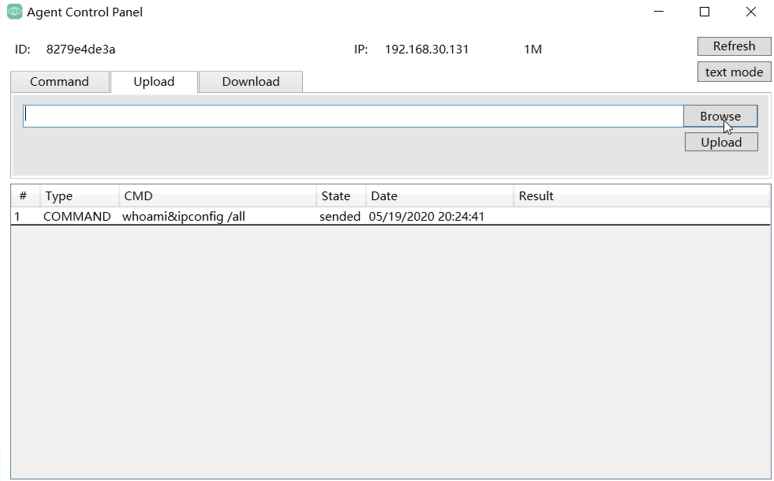 Agent Control Panel
ID: 8279e4de3a IP: 192.168.30.131 1M Refresh
text mode
Command Upload Download
Browse
Upload
# Type CMD State Date Result
1 COMMAND whoami&ipconfig /all sended 05/19/2020 20:24:41